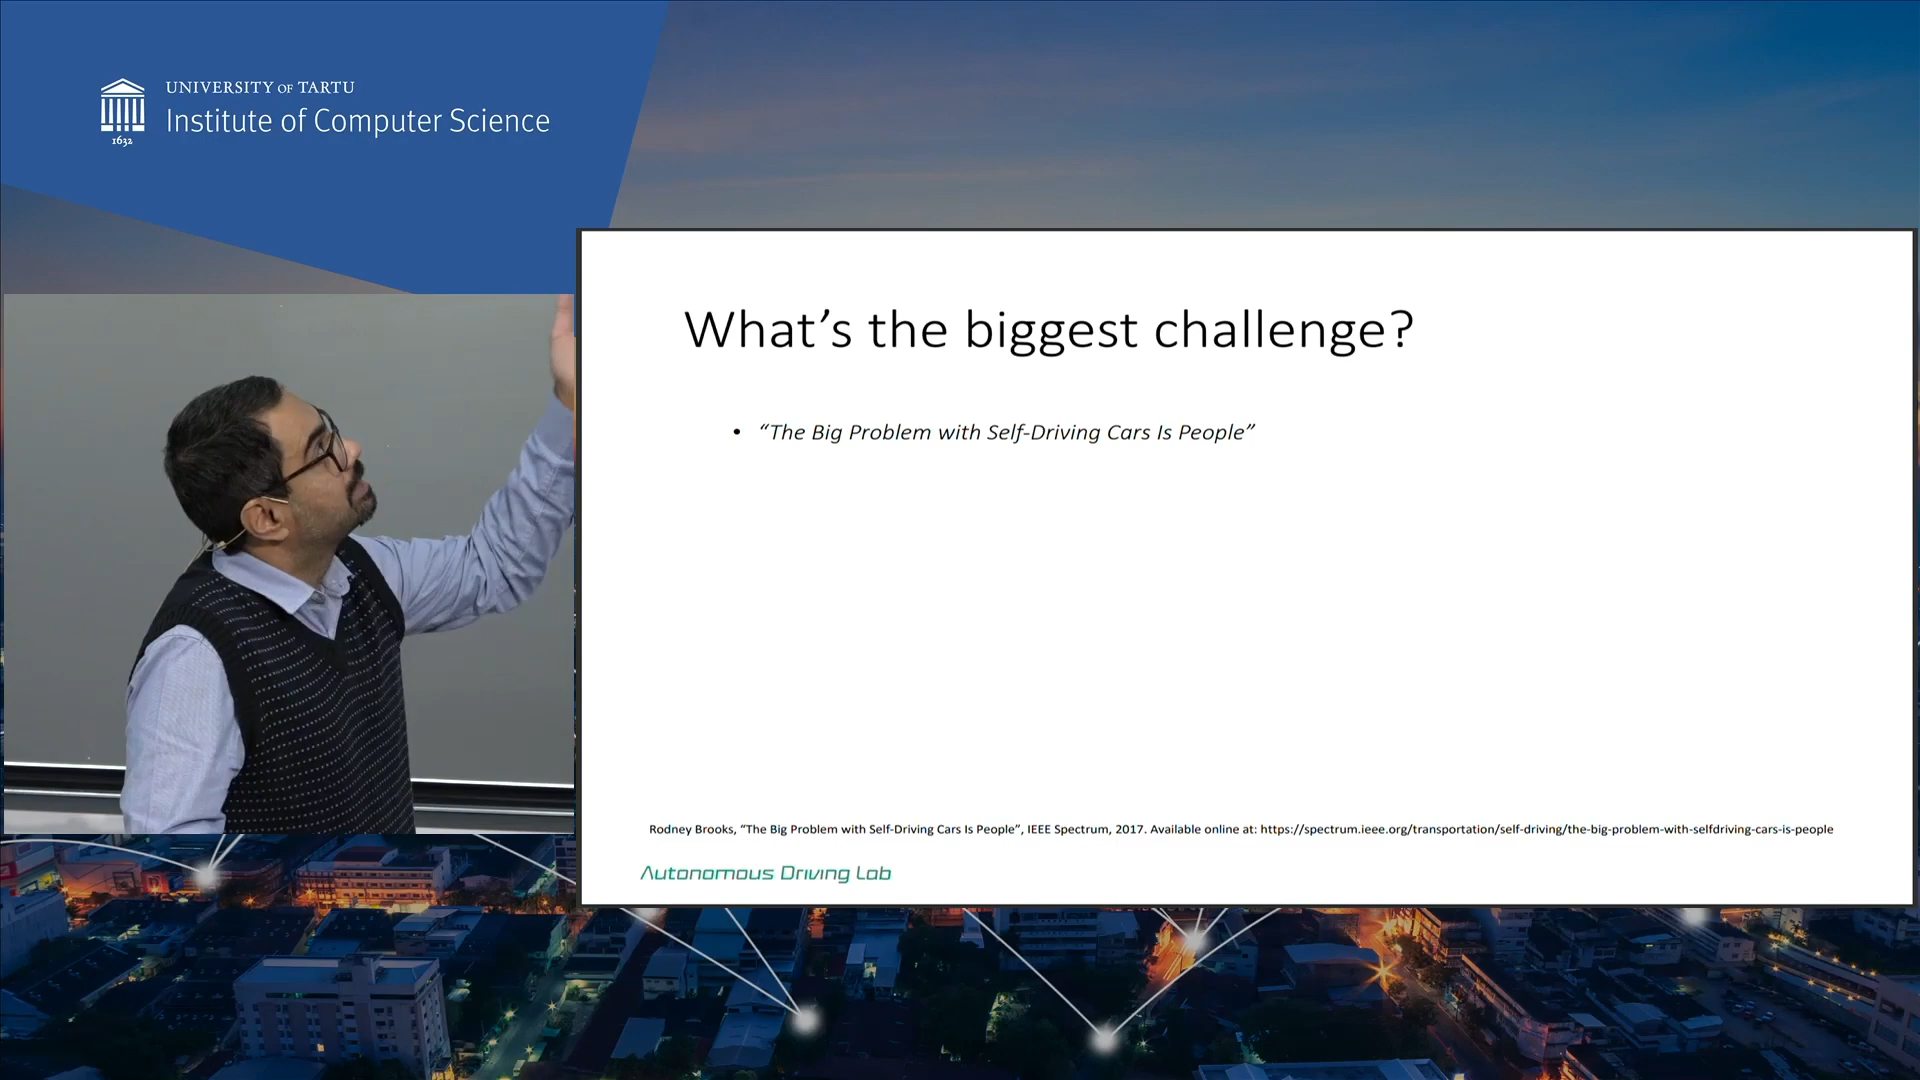 UNIVERSITY OF TARTU
Institute of Computer Science
1632
What’s the biggest challenge?
• “The Big Problem with Self-Driving Cars Is People”
Rodney Brooks, “The Big Problem with Self-Driving Cars Is People”, IEEE Spectrum, 2017. Available online at: https://spectrum.ieee.org/transportation/self-driving/the-big-problem-with-selfdriving-cars-is-people
Autonomous Driving Lab